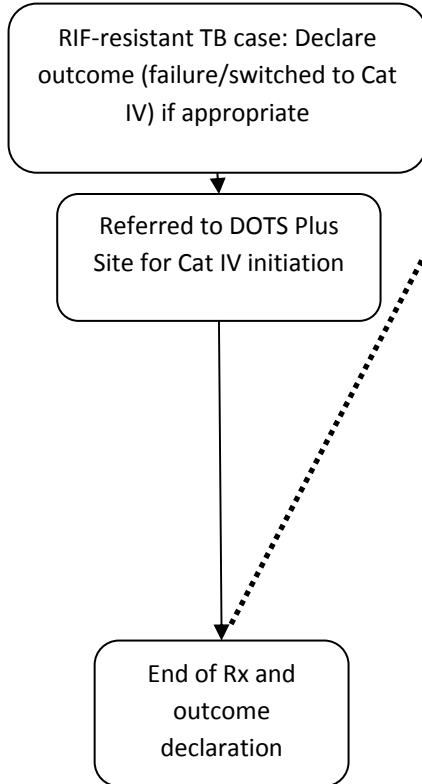 RIF-resistant TB case: Declare
outcome (failure/switched to Cat
IV) if appropriate
Referred to DOTS Plus
Site for Cat IV initiation
End of Rx and
outcome
declaration